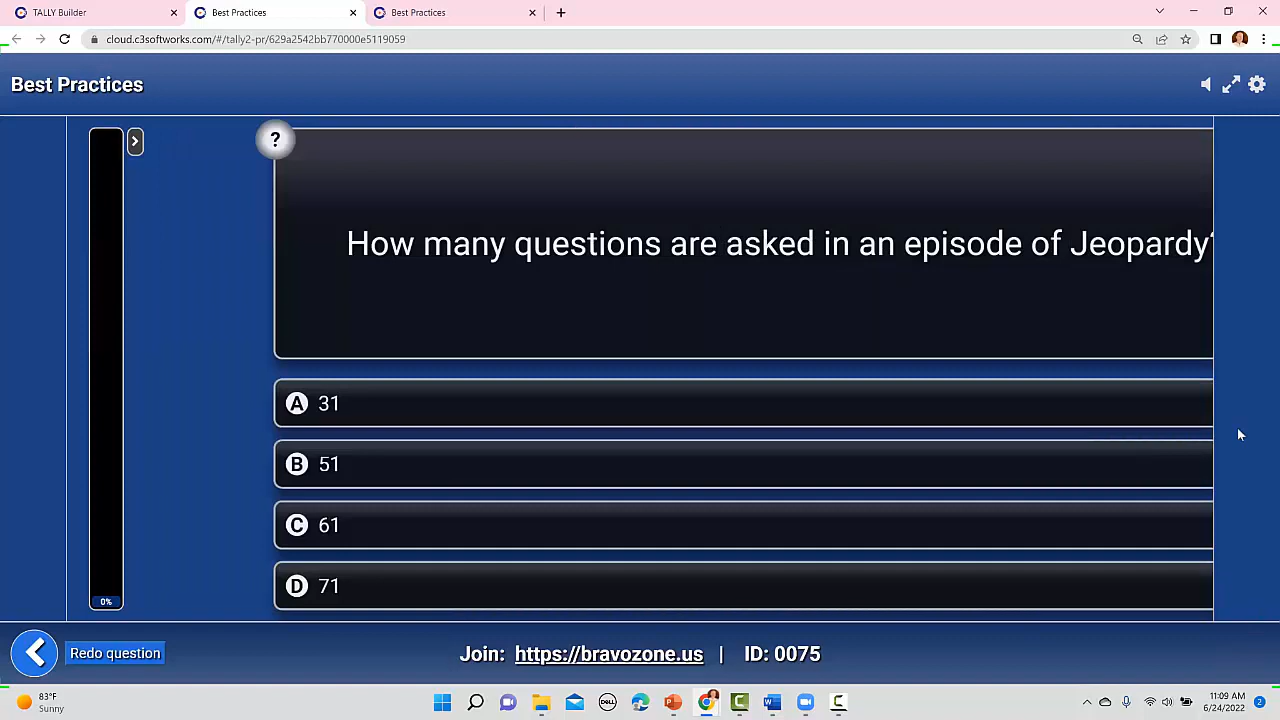 TALLY Builder
Best Practices
Best Practices
cloud.c3softworks.com/#/tally2-pr/629a2542bb770000e5119059
Best Practices
?
How many questions are asked in an episode of Jeopardy?
A 31
B 51
C 61
D 71
0%
Redo question
Join: https://bravozone.us | ID: 0075
83°F
Sunny
DELL
11:09 AM
6/24/2022
2